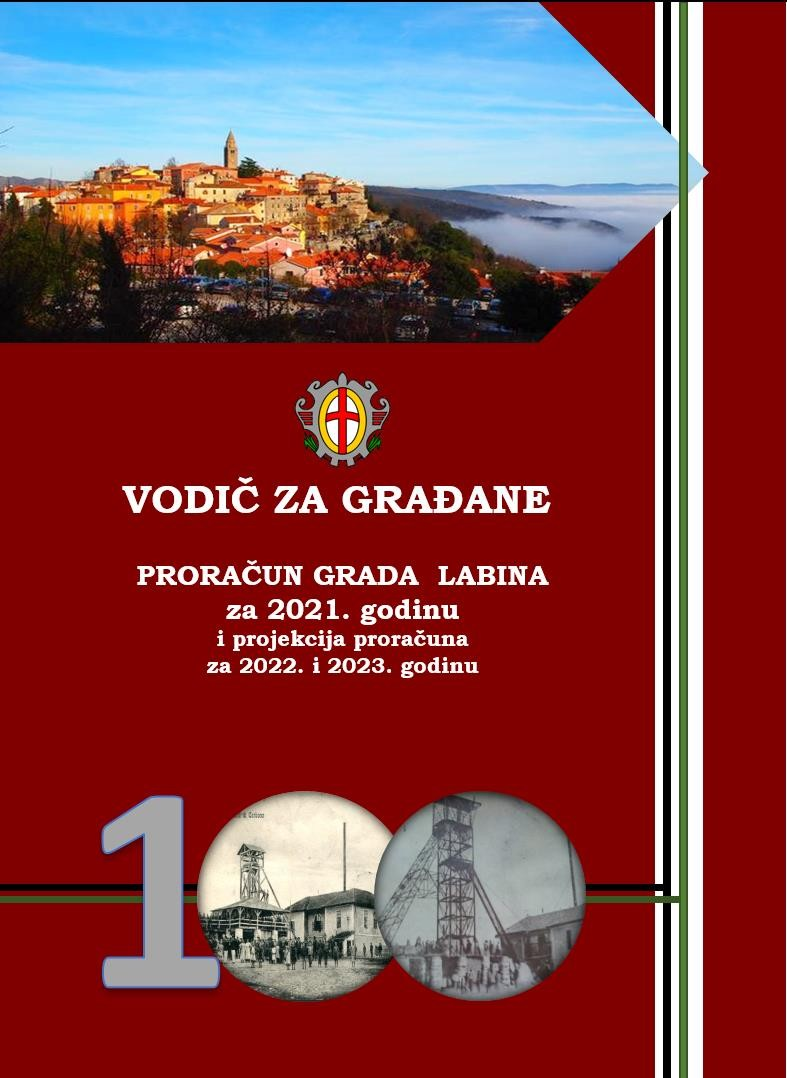 VODIČ ZA GRAĐANE
PRORAČUN GRADA LABINA
za 2021. godinu
i projekcija proračuna
za 2022. i 2023. godinu
1